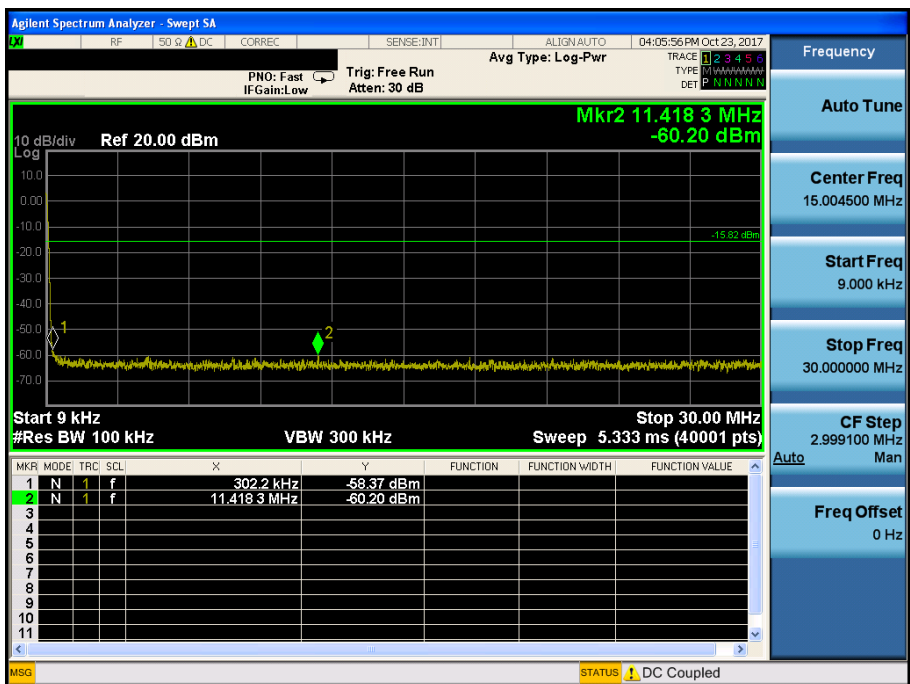 Agilent Spectrum Analyzer - Swept SA
LXI RF 50 Ω DC CORREC SENSE:INT ALIGN AUTO 04:05:56 PM Oct 23, 2017
Avg Type: Log-Pwr
TRACE 1 2 3 4 5 6
TYPE M W W W W W
DET P N N N N N
PNO: Fast
IFGain:Low
Trig: Free Run
Atten: 30 dB
Mkr2 11.418 3 MHz
-60.20 dBm
10 dB/div Ref 20.00 dBm
Log
10.0
0.00
-10.0
-15.82 dBm
-20.0
-30.0
-40.0
-50.0
1
2
-60.0
-70.0
Start 9 kHz Stop 30.00 MHz
#Res BW 100 kHz VBW 300 kHz Sweep 5.333 ms (40001 pts)
MKR MODE TRC SCL X Y FUNCTION FUNCTION WIDTH FUNCTION VALUE
1 N 1 f 302.2 kHz -58.37 dBm
2 N 1 f 11.418 3 MHz -60.20 dBm
3
4
5
6
7
8
9
10
11
MSG STATUS DC Coupled
Frequency
Auto Tune
Center Freq
15.004500 MHz
Start Freq
9.000 kHz
Stop Freq
30.000000 MHz
CF Step
2.999100 MHz
Auto Man
Freq Offset
0 Hz